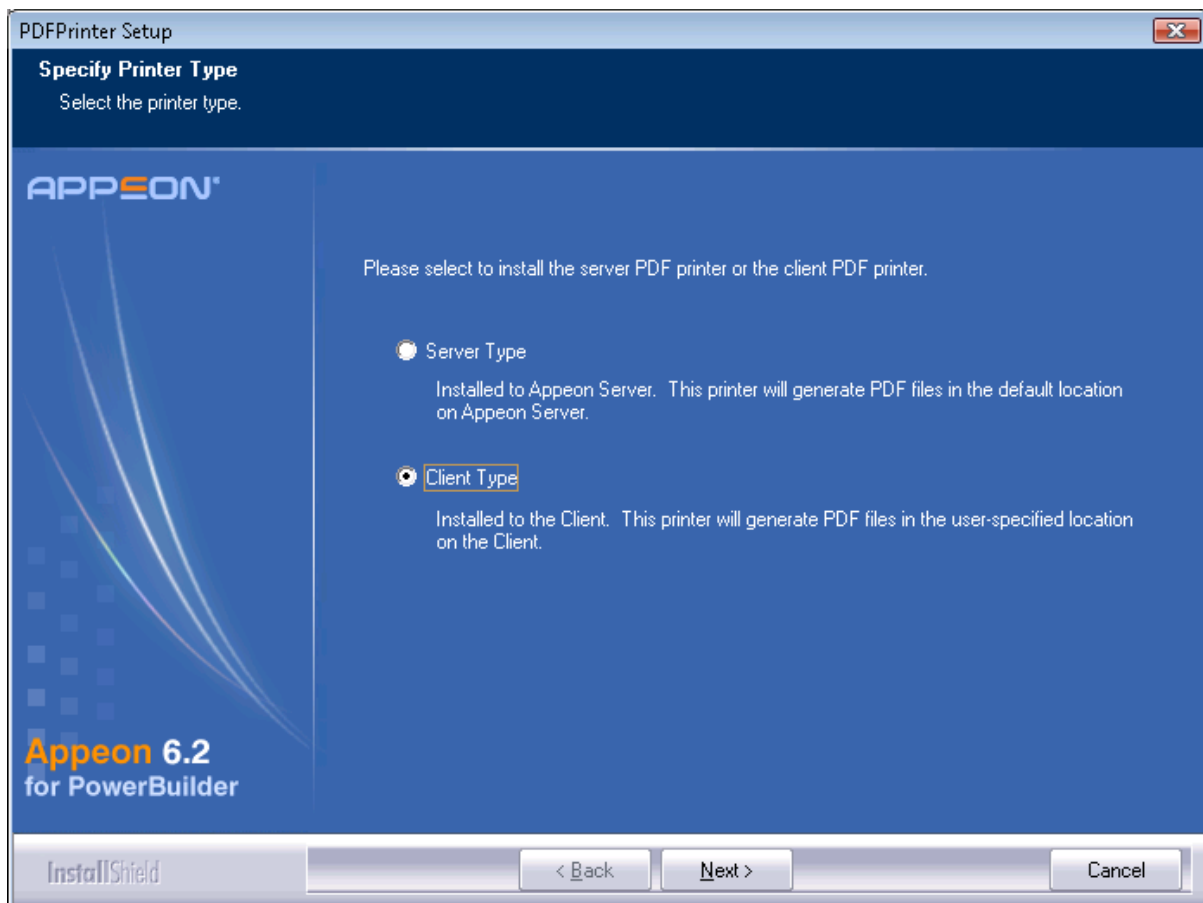 PDFPrinter Setup
Specify Printer Type
Select the printer type.
APPEON
Please select to install the server PDF printer or the client PDF printer.
Server Type
Installed to Appeon Server. This printer will generate PDF files in the default location
on Appeon Server.
Client Type
Installed to the Client. This printer will generate PDF files in the user-specified location
on the Client.
Appeon 6.2
for PowerBuilder
InstallShield
< Back
Next >
Cancel